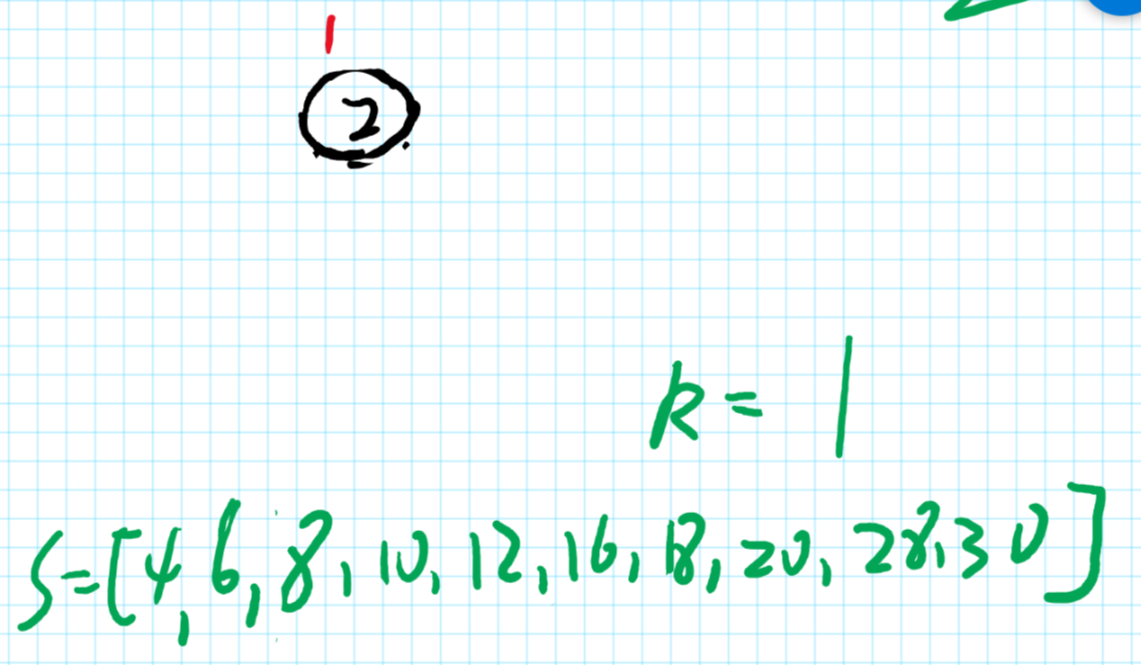 1
2
k = 1
S=[4, 6, 8, 10, 12, 16, 18, 20, 28, 30]